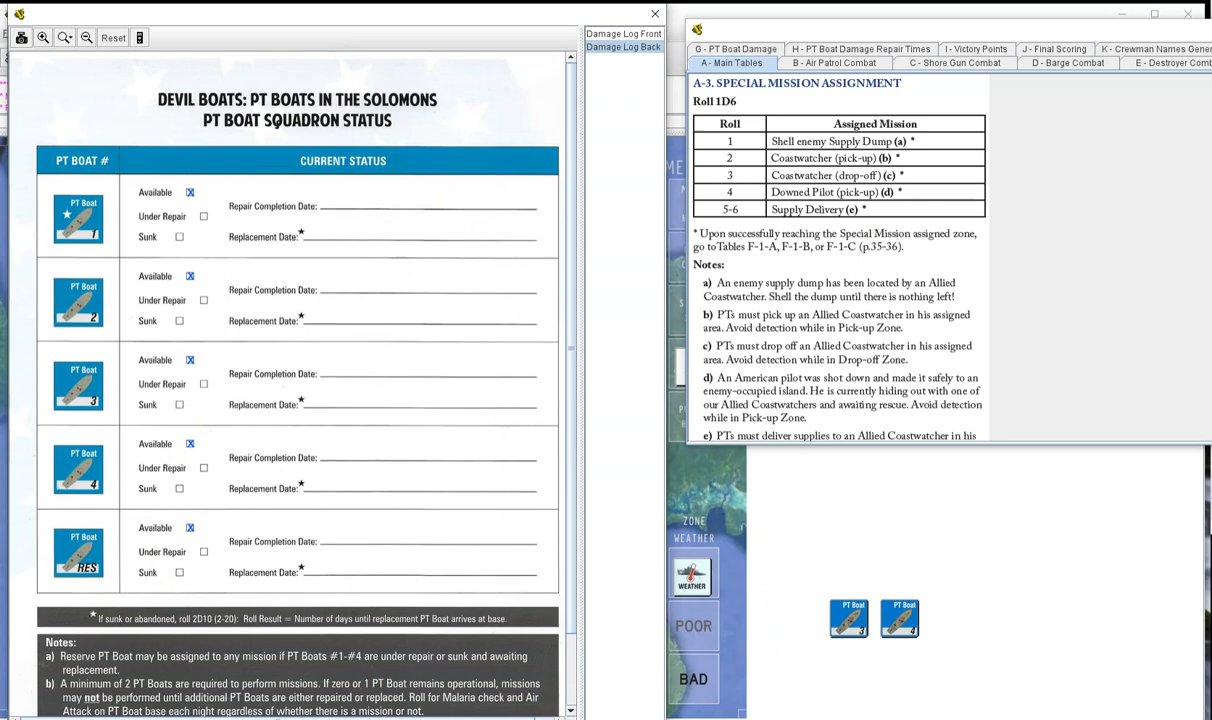 Reset
Damage Log Front
Damage Log Back
DEVIL BOATS: PT BOATS IN THE SOLOMONS
PT BOAT SQUADRON STATUS
PT BOAT # CURRENT STATUS
PT Boat
1
Available
Under Repair
Sunk
Repair Completion Date:
Replacement Date:
PT Boat
2
Available
Under Repair
Sunk
Repair Completion Date:
Replacement Date:
PT Boat
3
Available
Under Repair
Sunk
Repair Completion Date:
Replacement Date:
PT Boat
4
Available
Under Repair
Sunk
Repair Completion Date:
Replacement Date:
PT Boat
RES
Available
Under Repair
Sunk
Repair Completion Date:
Replacement Date:
★ If sunk or abandoned, roll 2D10 (2-20): Roll Result = Number of days until replacement PT Boat arrives at base.
Notes:
a) Reserve PT Boat may be assigned to any mission if PT Boats #1-#4 are under repair or sunk and awaiting
replacement.
b) A minimum of 2 PT Boats are required to perform missions. If zero or 1 PT Boat remains operational, missions
may not be performed until additional PT Boats are either repaired or replaced. Roll for Malaria check and Air
Attack on PT Boat base each night regardless of whether there is a mission or not.
G - PT Boat Damage H - PT Boat Damage Repair Times I - Victory Points J - Final Scoring K - Crewman Names Gener
A - Main Tables B - Air Patrol Combat C - Shore Gun Combat D - Barge Combat E - Destroyer Comb
A-3. SPECIAL MISSION ASSIGNMENT
Roll 1D6
Roll Assigned Mission
1 Shell enemy Supply Dump (a) *
2 Coastwatcher (pick-up) (b) *
3 Coastwatcher (drop-off) (c) *
4 Downed Pilot (pick-up) (d) *
5-6 Supply Delivery (e) *
* Upon successfully reaching the Special Mission assigned zone,
go to Tables F-1-A, F-1-B, or F-1-C (p.35-36).
Notes:
a) An enemy supply dump has been located by an Allied
Coastwatcher. Shell the dump until there is nothing left!
b) PTs must pick up an Allied Coastwatcher in his assigned
area. Avoid detection while in Pick-up Zone.
c) PTs must drop off an Allied Coastwatcher in his assigned
area. Avoid detection while in Drop-off Zone.
d) An American pilot was shot down and made it safely to an
enemy-occupied island. He is currently hiding out with one of
our Allied Coastwatchers and awaiting rescue. Avoid detection
while in Pick-up Zone.
e) PTs must deliver supplies to an Allied Coastwatcher in his
ME
ZONE
WEATHER
WEATHER
POOR
BAD
PT Boat
3
PT Boat
4